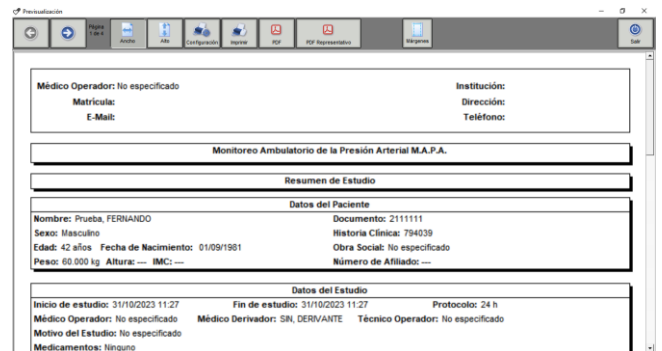 Previsualización
Página
1 de 4
Ancho
Alto
Configuración
Imprimir
PDF
PDF Representativo
Márgenes
Salir
Médico Operador: No especificado Institución:
Matrícula: Dirección:
E-Mail: Teléfono:
Monitoreo Ambulatorio de la Presión Arterial M.A.P.A.
Resumen de Estudio
Datos del Paciente
Nombre: Prueba, FERNANDO Documento: 2111111
Sexo: Masculino Historia Clínica: 794039
Edad: 42 años Fecha de Nacimiento: 01/09/1981 Obra Social: No especificado
Peso: 60.000 kg Altura: --- IMC: --- Número de Afiliado: ---
Datos del Estudio
Inicio de estudio: 31/10/2023 11:27 Fin de estudio: 31/10/2023 11:27 Protocolo: 24 h
Médico Operador: No especificado Médico Derivador: SIN, DERIVANTE Técnico Operador: No especificado
Motivo del Estudio: No especificado
Medicamentos: Ninguno